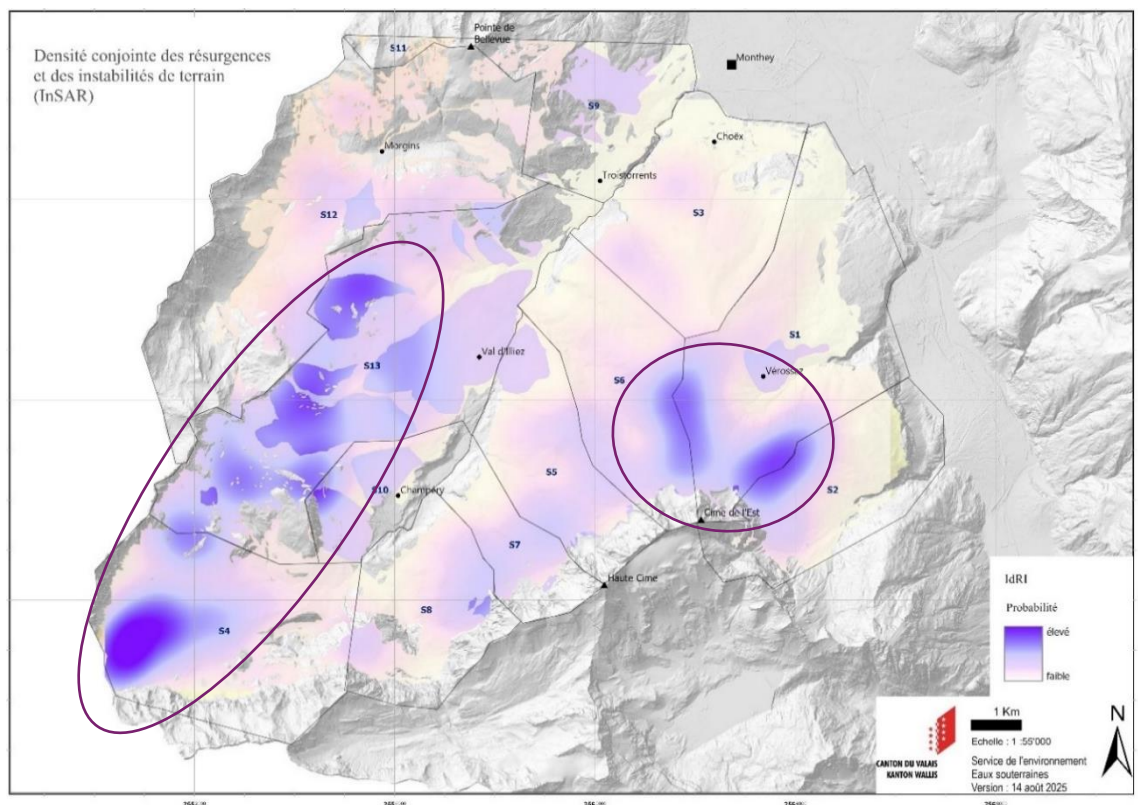 Densité conjointe des résurgences
et des instabilités de terrain
(InSAR)
S11
Pointe de
Bellevue
Monthey
S9
Morgins
Choëx
Troistorrents
S12
S3
S13
Val d'Illiez
S1
Vérossaz
S6
S10
Champéry
S5
S2
Cime de l'Est
S7
Haute Cime
S8
S4
IdRI
Probabilité
élevé
faible
1 Km
N
Echelle : 1 :55'000
CANTON DU VALAIS
KANTON WALLIS
Service de l'environnement
Eaux souterraines
Version : 14 août 2025